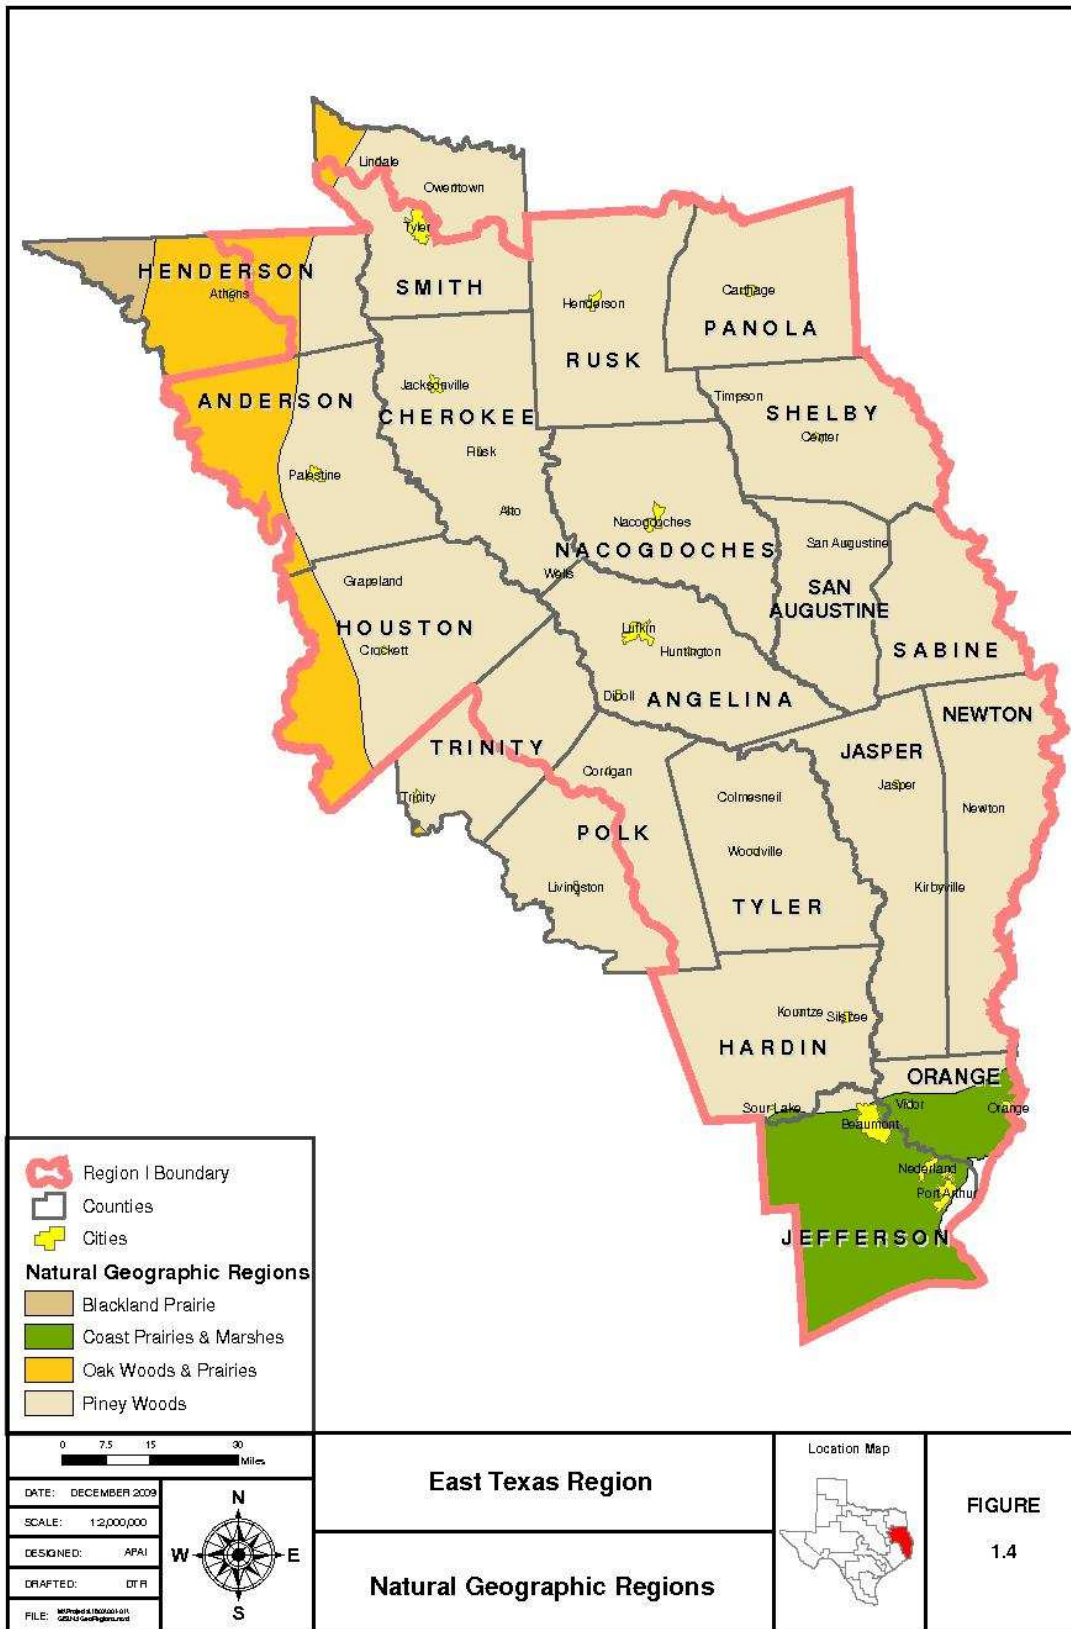 Lindale
Owentown
Tyler
HENDERSON
Athens
SMITH
Henderson
Carthage
PANOLA
RUSK
Jacksonville
Timpson
ANDERSON
CHEROKEE
SHELBY
Center
Rusk
Palestine
Alto
Nacogdoches
San Augustine
NACOGDOCHES
Wells
Grapeland
SAN
AUGUSTINE
HOUSTON
Lufkin
Crockett
Huntington
SABINE
Diboll
ANGELINA
NEWTON
TRINITY
JASPER
Corrigan
Jasper
Trinity
Colmesneil
Newton
POLK
Woodville
Livingston
Kirbyville
TYLER
Kountze
Silsbee
HARDIN
ORANGE
Sour Lake
Vidor
Orange
Beaumont
Nederland
Port Arthur
JEFFERSON
Region I Boundary
Counties
Cities
Natural Geographic Regions
Blackland Prairie
Coast Prairies & Marshes
Oak Woods & Prairies
Piney Woods
0 7.5 15 30
Miles
DATE: DECEMBER 2009
SCALE: 1:2,000,000
DESIGNED: APAI
DRAFTED: DTR
FILE:
N
W E
S
East Texas Region
Natural Geographic Regions
Location Map
FIGURE
1.4